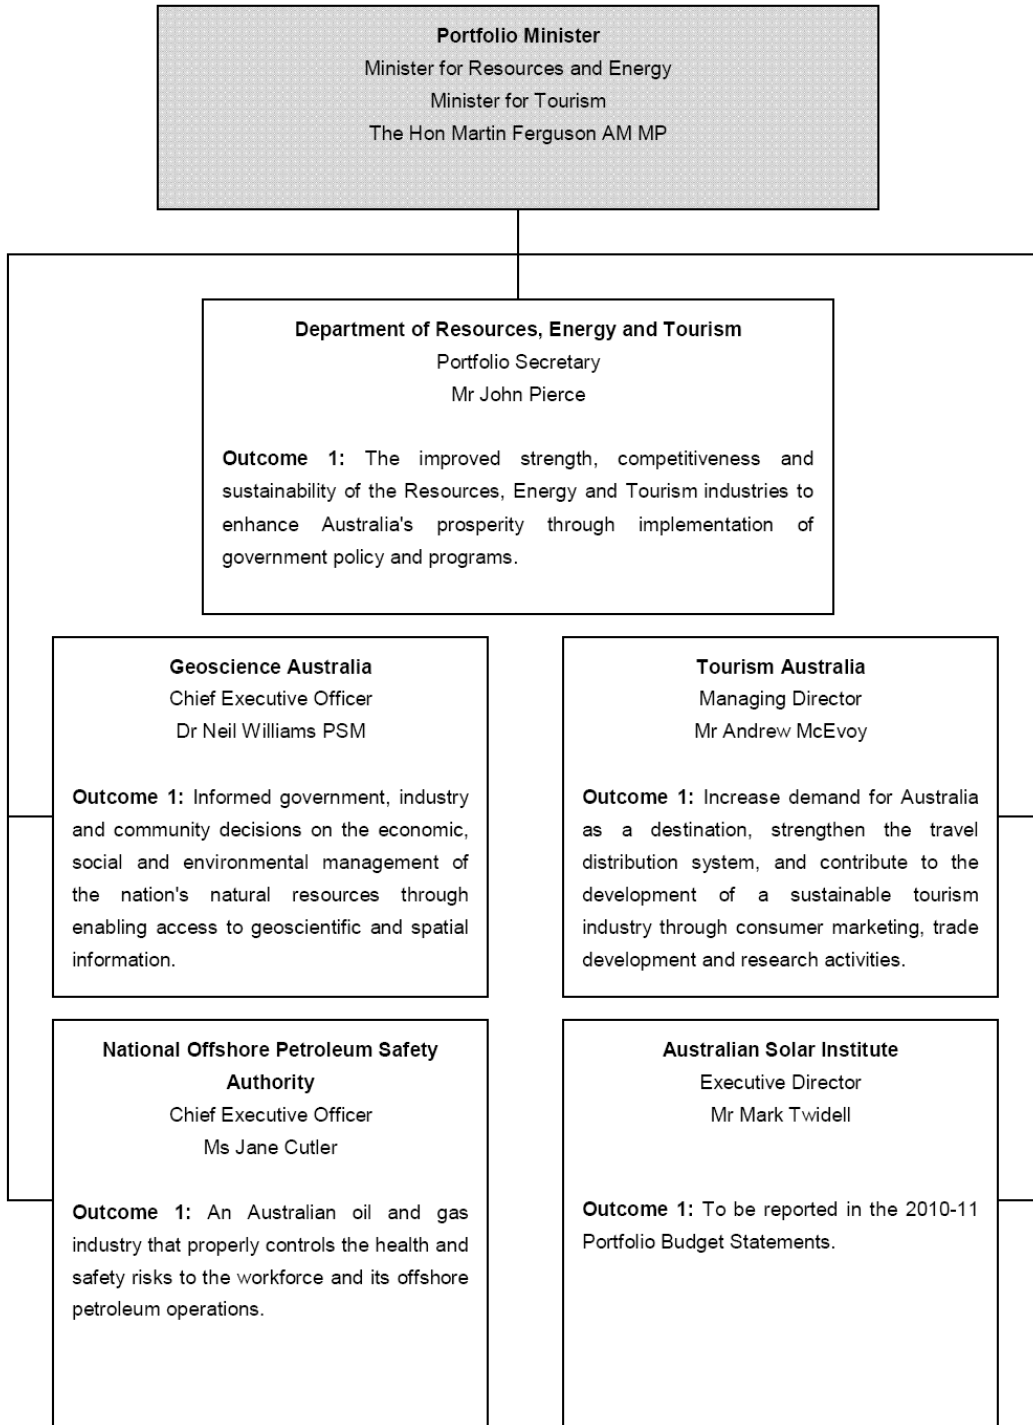 Portfolio Minister
Minister for Resources and Energy
Minister for Tourism
The Hon Martin Ferguson AM MP
Department of Resources, Energy and Tourism
Portfolio Secretary
Mr John Pierce
Outcome 1: The improved strength, competitiveness and
sustainability of the Resources, Energy and Tourism industries to
enhance Australia's prosperity through implementation of
government policy and programs.
Geoscience Australia
Chief Executive Officer
Dr Neil Williams PSM
Outcome 1: Informed government, industry
and community decisions on the economic,
social and environmental management of
the nation's natural resources through
enabling access to geoscientific and spatial
information.
Tourism Australia
Managing Director
Mr Andrew McEvoy
Outcome 1: Increase demand for Australia
as a destination, strengthen the travel
distribution system, and contribute to the
development of a sustainable tourism
industry through consumer marketing, trade
development and research activities.
National Offshore Petroleum Safety
Authority
Chief Executive Officer
Ms Jane Cutler
Outcome 1: An Australian oil and gas
industry that properly controls the health and
safety risks to the workforce and its offshore
petroleum operations.
Australian Solar Institute
Executive Director
Mr Mark Twidell
Outcome 1: To be reported in the 2010-11
Portfolio Budget Statements.